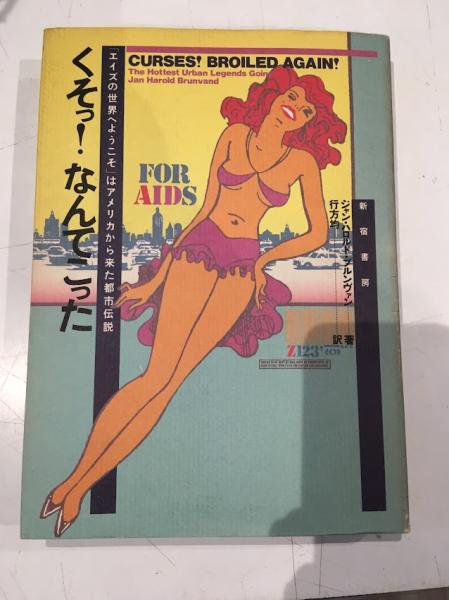 CURSES! BROILED AGAIN!
The Hottest Urban Legends Goin
Jan Harold Brunvand
くそっ!なんてこった
「エイズの世界へようこそ」はアメリカから来た都市伝説
FOR
AIDS
新宿書房
ジャン・ハロルド・ブルンヴァン 著
行方均 訳
Z123'